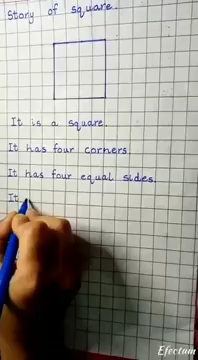 Story of square.
It is a square.
It has four corners.
It has four equal sides.
It
Efectum